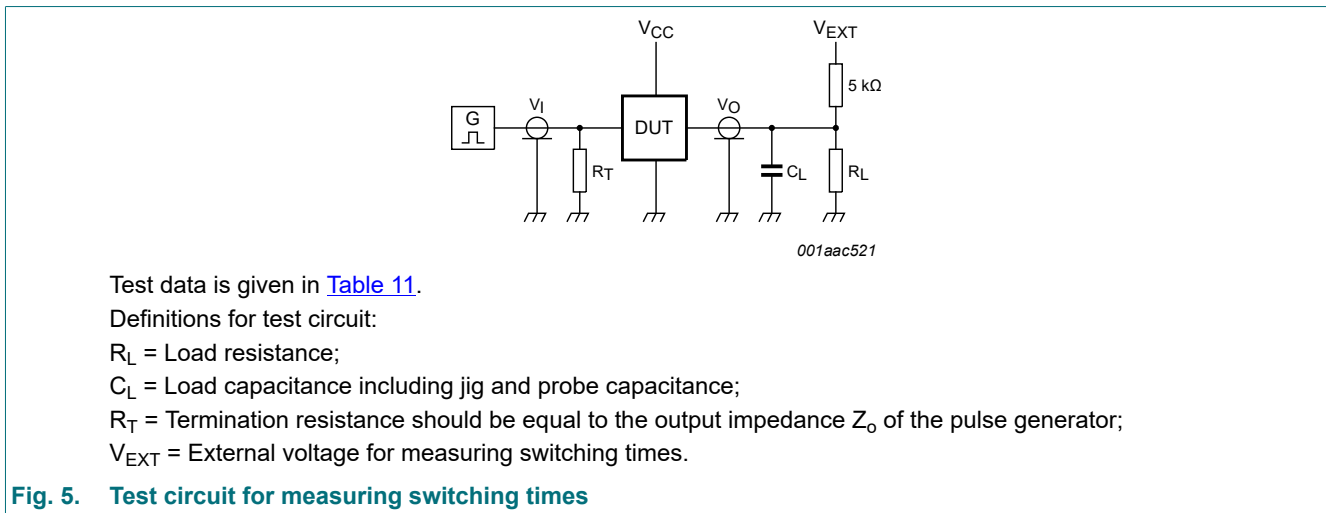 VCC
VEXT
5 kΩ
G
VI
DUT
VO
RT
CL
RL
001aac521
Test data is given in Table 11.
Definitions for test circuit:
RL = Load resistance;
CL = Load capacitance including jig and probe capacitance;
RT = Termination resistance should be equal to the output impedance Zo of the pulse generator;
VEXT = External voltage for measuring switching times.
Fig. 5. Test circuit for measuring switching times